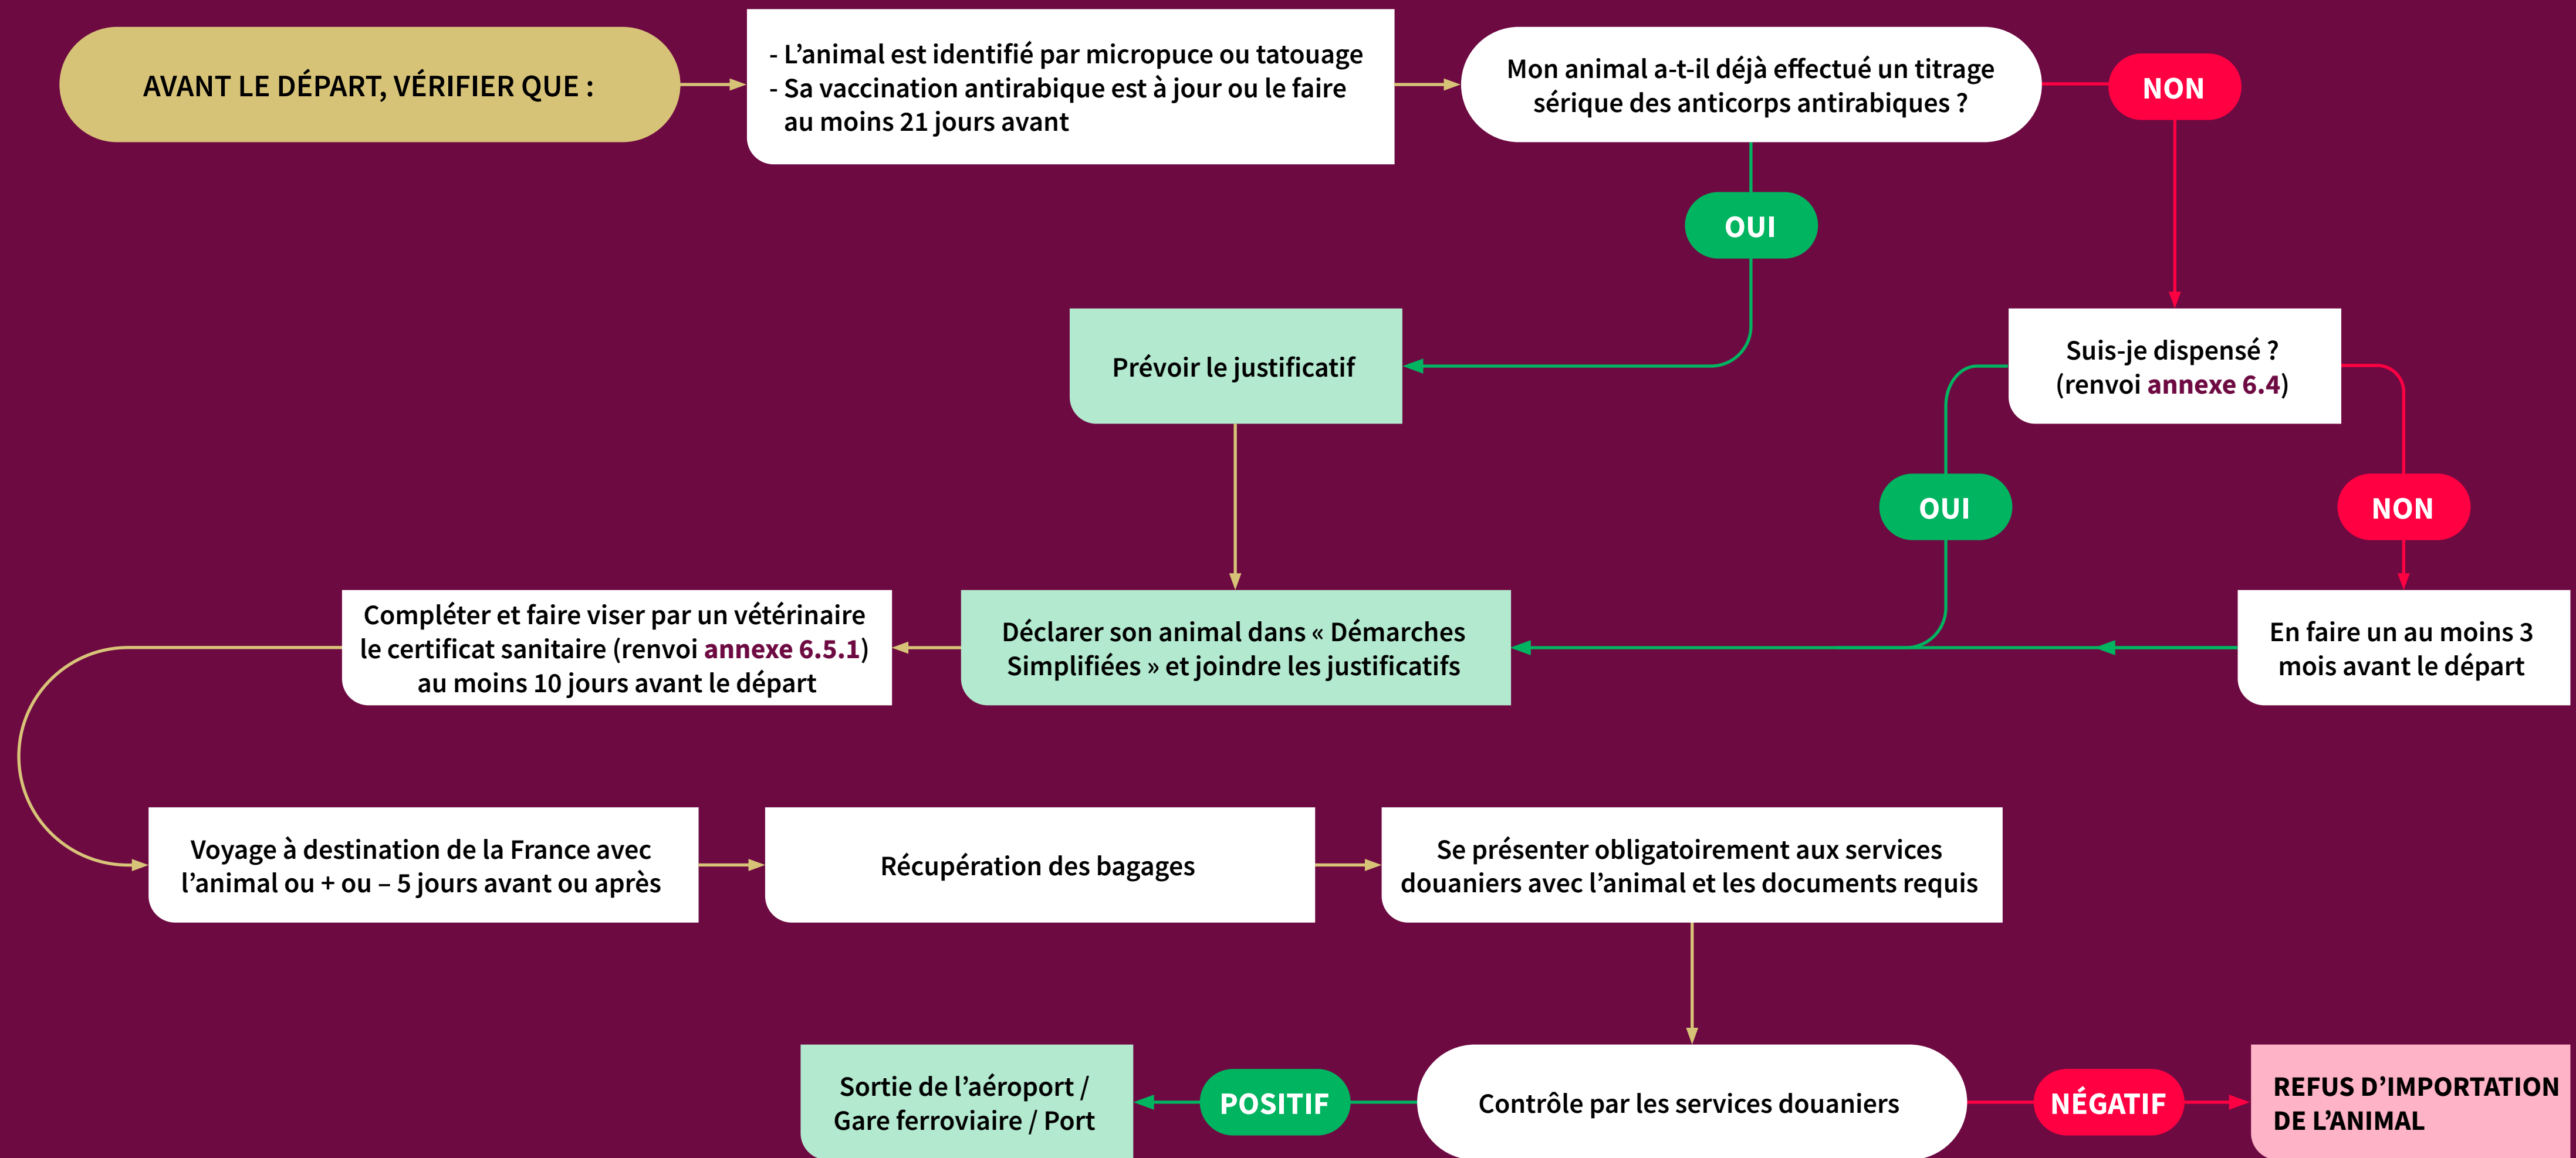 AVANT LE DÉPART, VÉRIFIER QUE :
- L’animal est identifié par micropuce ou tatouage
- Sa vaccination antirabique est à jour ou le faire
au moins 21 jours avant
Mon animal a-t-il déjà effectué un titrage
sérique des anticorps antirabiques ?
NON
OUI
Prévoir le justificatif
Suis-je dispensé ?
(renvoi annexe 6.4)
OUI
NON
Compléter et faire viser par un vétérinaire
le certificat sanitaire (renvoi annexe 6.5.1)
au moins 10 jours avant le départ
Déclarer son animal dans « Démarches
Simplifiées » et joindre les justificatifs
En faire un au moins 3
mois avant le départ
Voyage à destination de la France avec
l’animal ou + ou – 5 jours avant ou après
Récupération des bagages
Se présenter obligatoirement aux services
douaniers avec l’animal et les documents requis
Sortie de l’aéroport /
Gare ferroviaire / Port
POSITIF
Contrôle par les services douaniers
NÉGATIF
REFUS D’IMPORTATION
DE L’ANIMAL